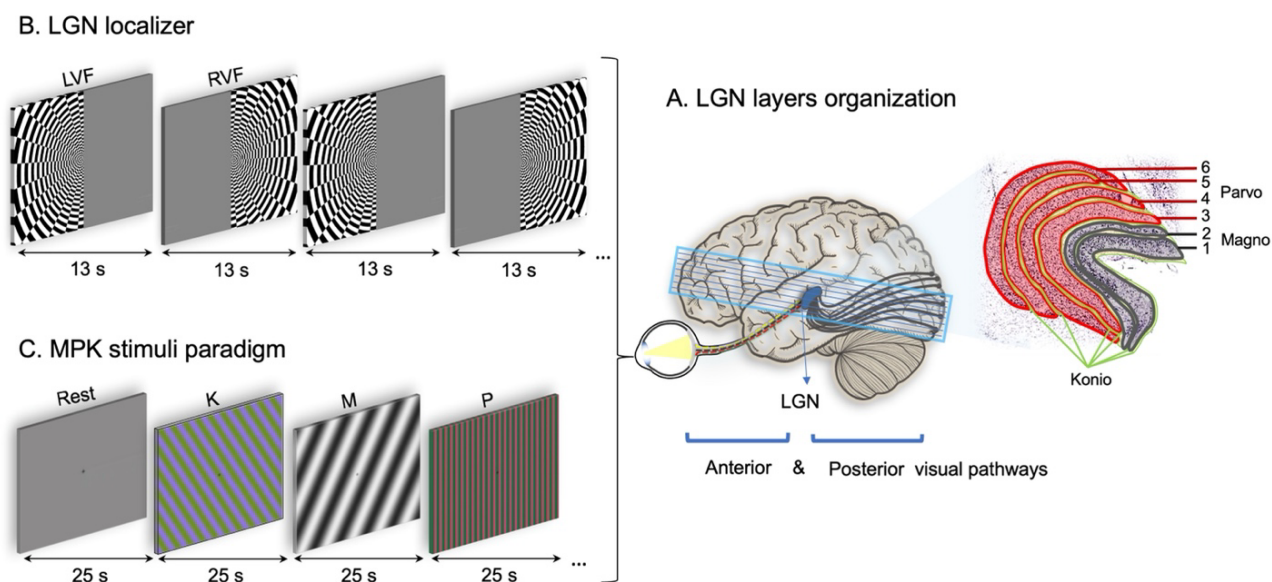 B. LGN localizer
LVF
RVF
13 s
13 s
13 s
13 s
...
C. MPK stimuli paradigm
Rest
K
M
P
25 s
25 s
25 s
25 s
...
A. LGN layers organization
6
5
4
3
2
1
Parvo
Magno
Konio
LGN
Anterior & Posterior visual pathways